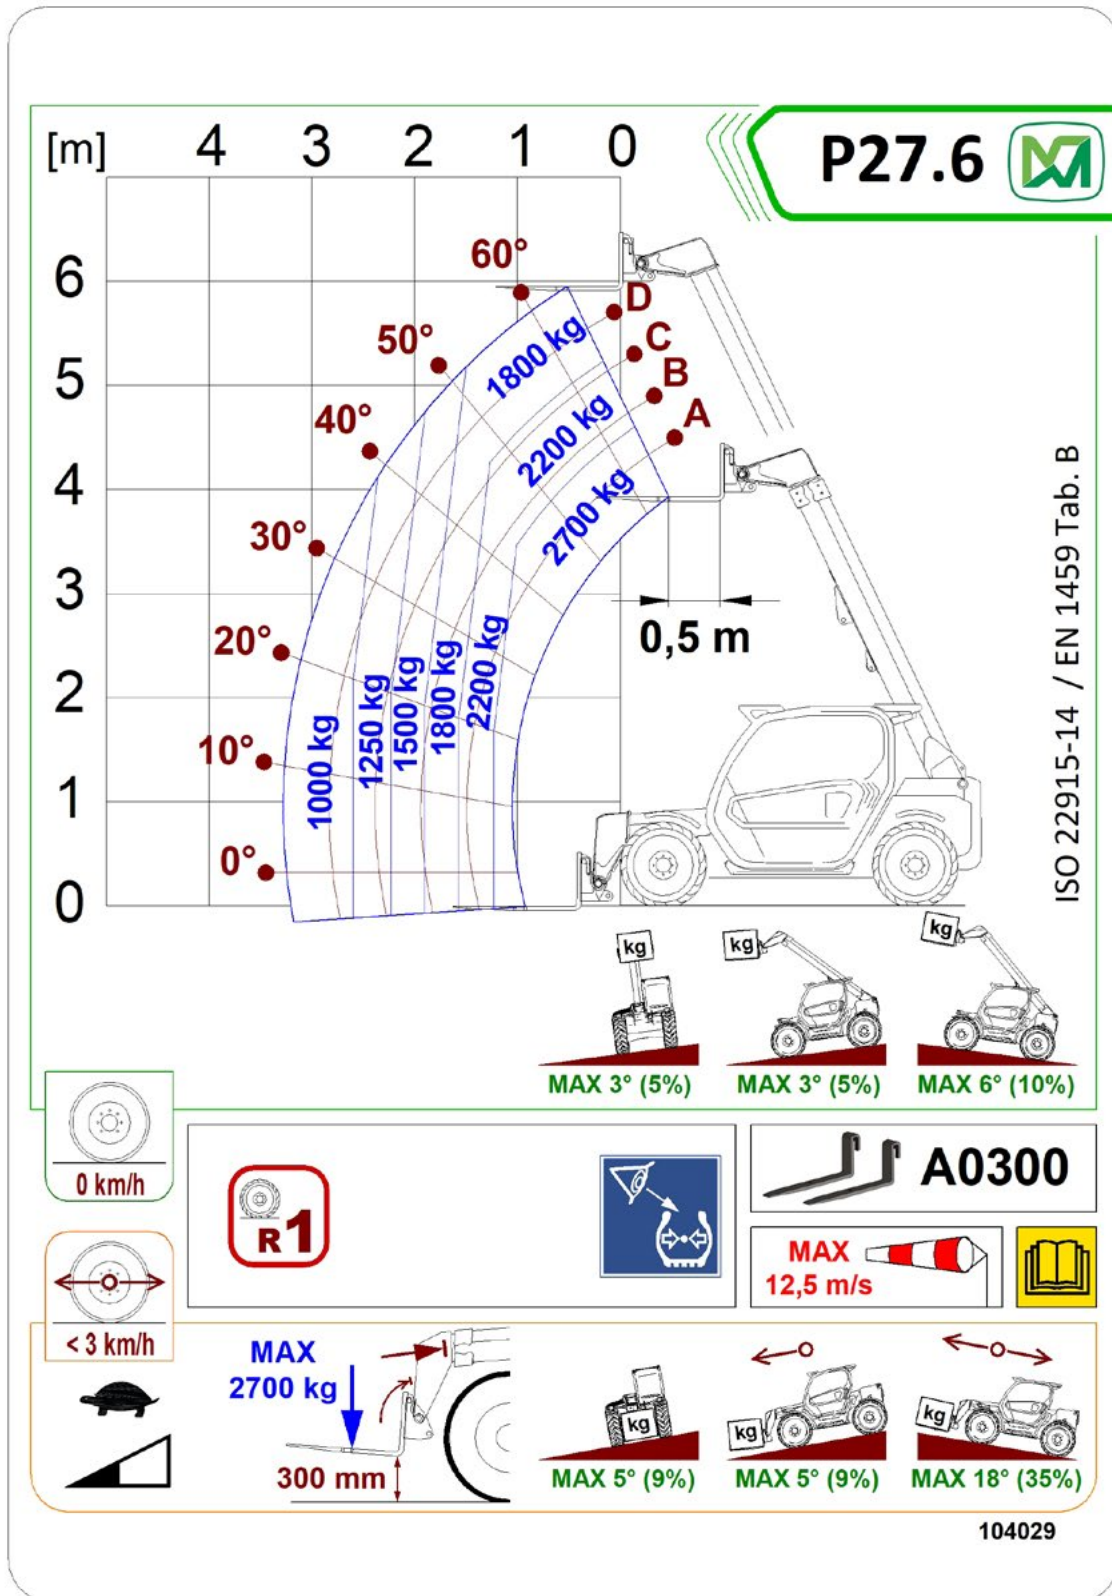 [m] 4 3 2 1 0
P27.6
6
5
4
3
2
1
0
60°
50°
40°
30°
20°
10°
0°
D
C
B
A
1800 kg
2200 kg
2700 kg
1000 kg
1250 kg
1500 kg
1800 kg
2200 kg
0,5 m
ISO 22915-14 / EN 1459 Tab. B
kg
kg
kg
MAX 3° (5%)
MAX 3° (5%)
MAX 6° (10%)
0 km/h
R1
A0300
MAX
12,5 m/s
< 3 km/h
MAX
2700 kg
300 mm
kg
kg
kg
MAX 5° (9%)
MAX 5° (9%)
MAX 18° (35%)
104029